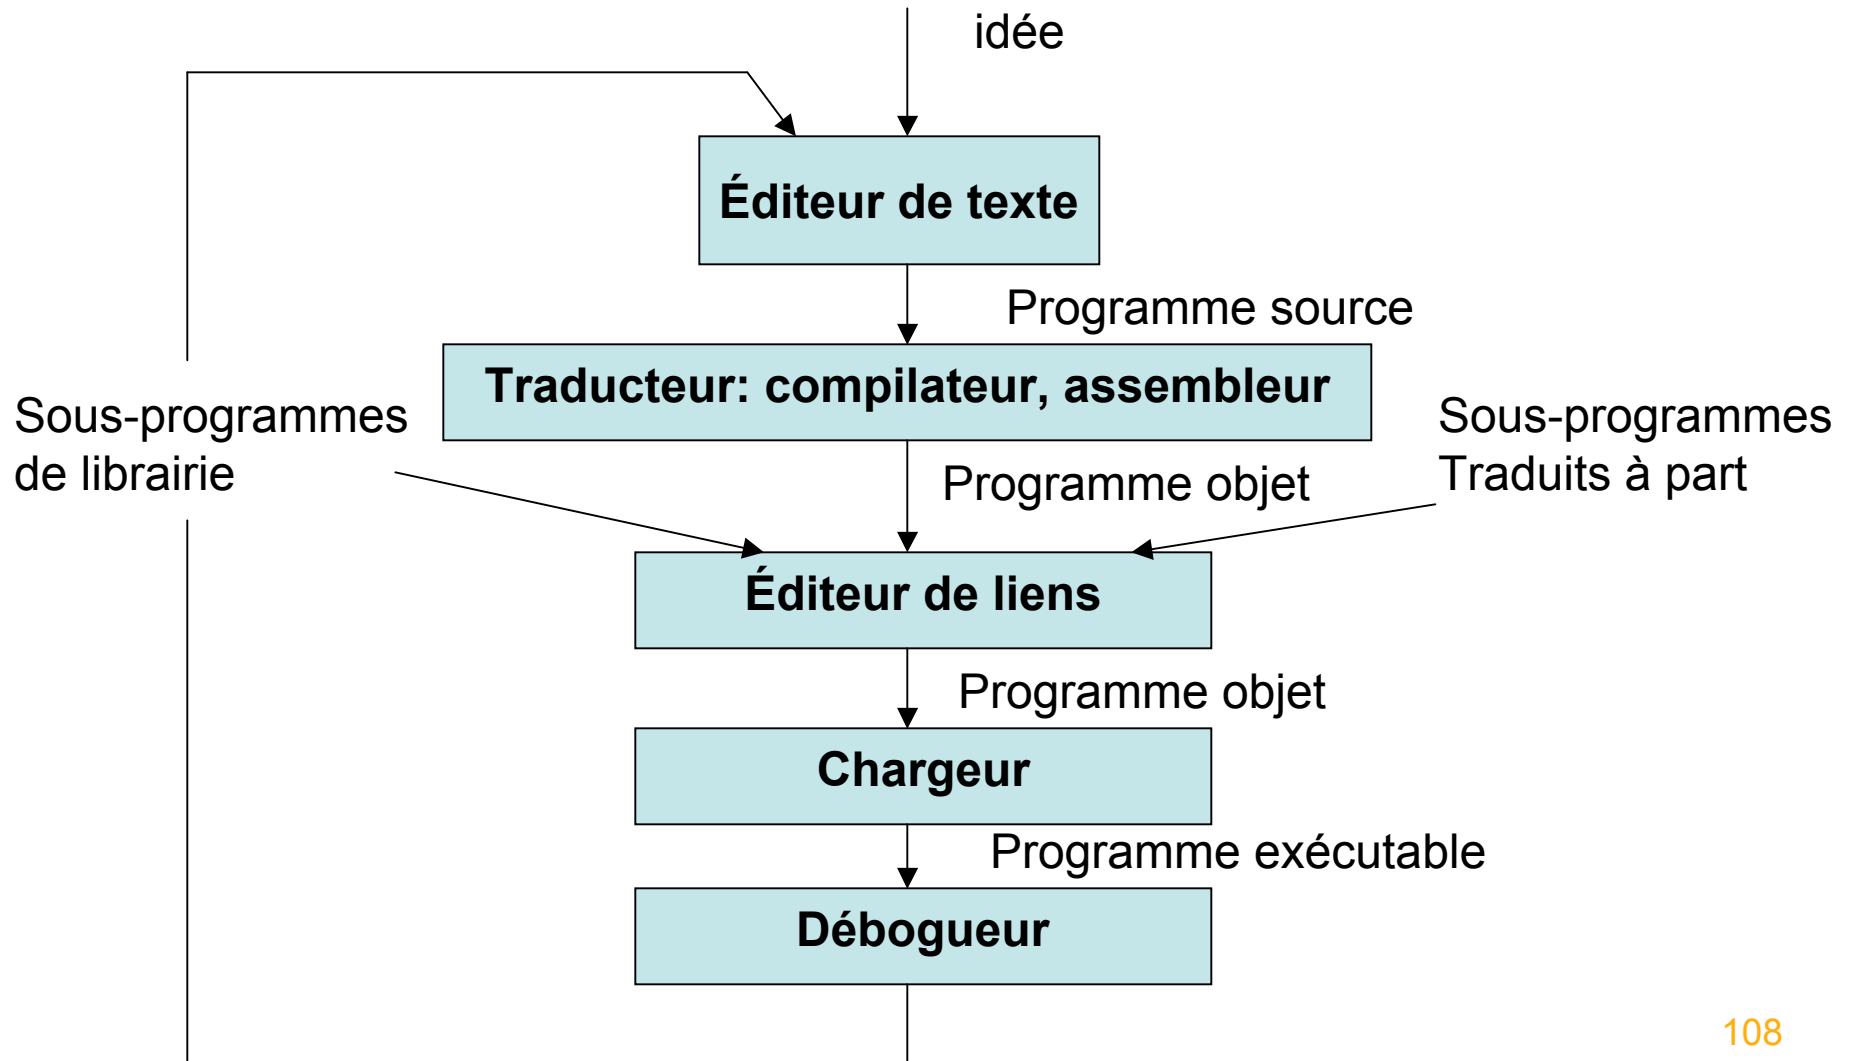 idée
Éditeur de texte
Programme source
Traducteur: compilateur, assembleur
Sous-programmes
de librairie
Sous-programmes
Traduits à part
Programme objet
Éditeur de liens
Programme objet
Chargeur
Programme exécutable
Débogueur
108